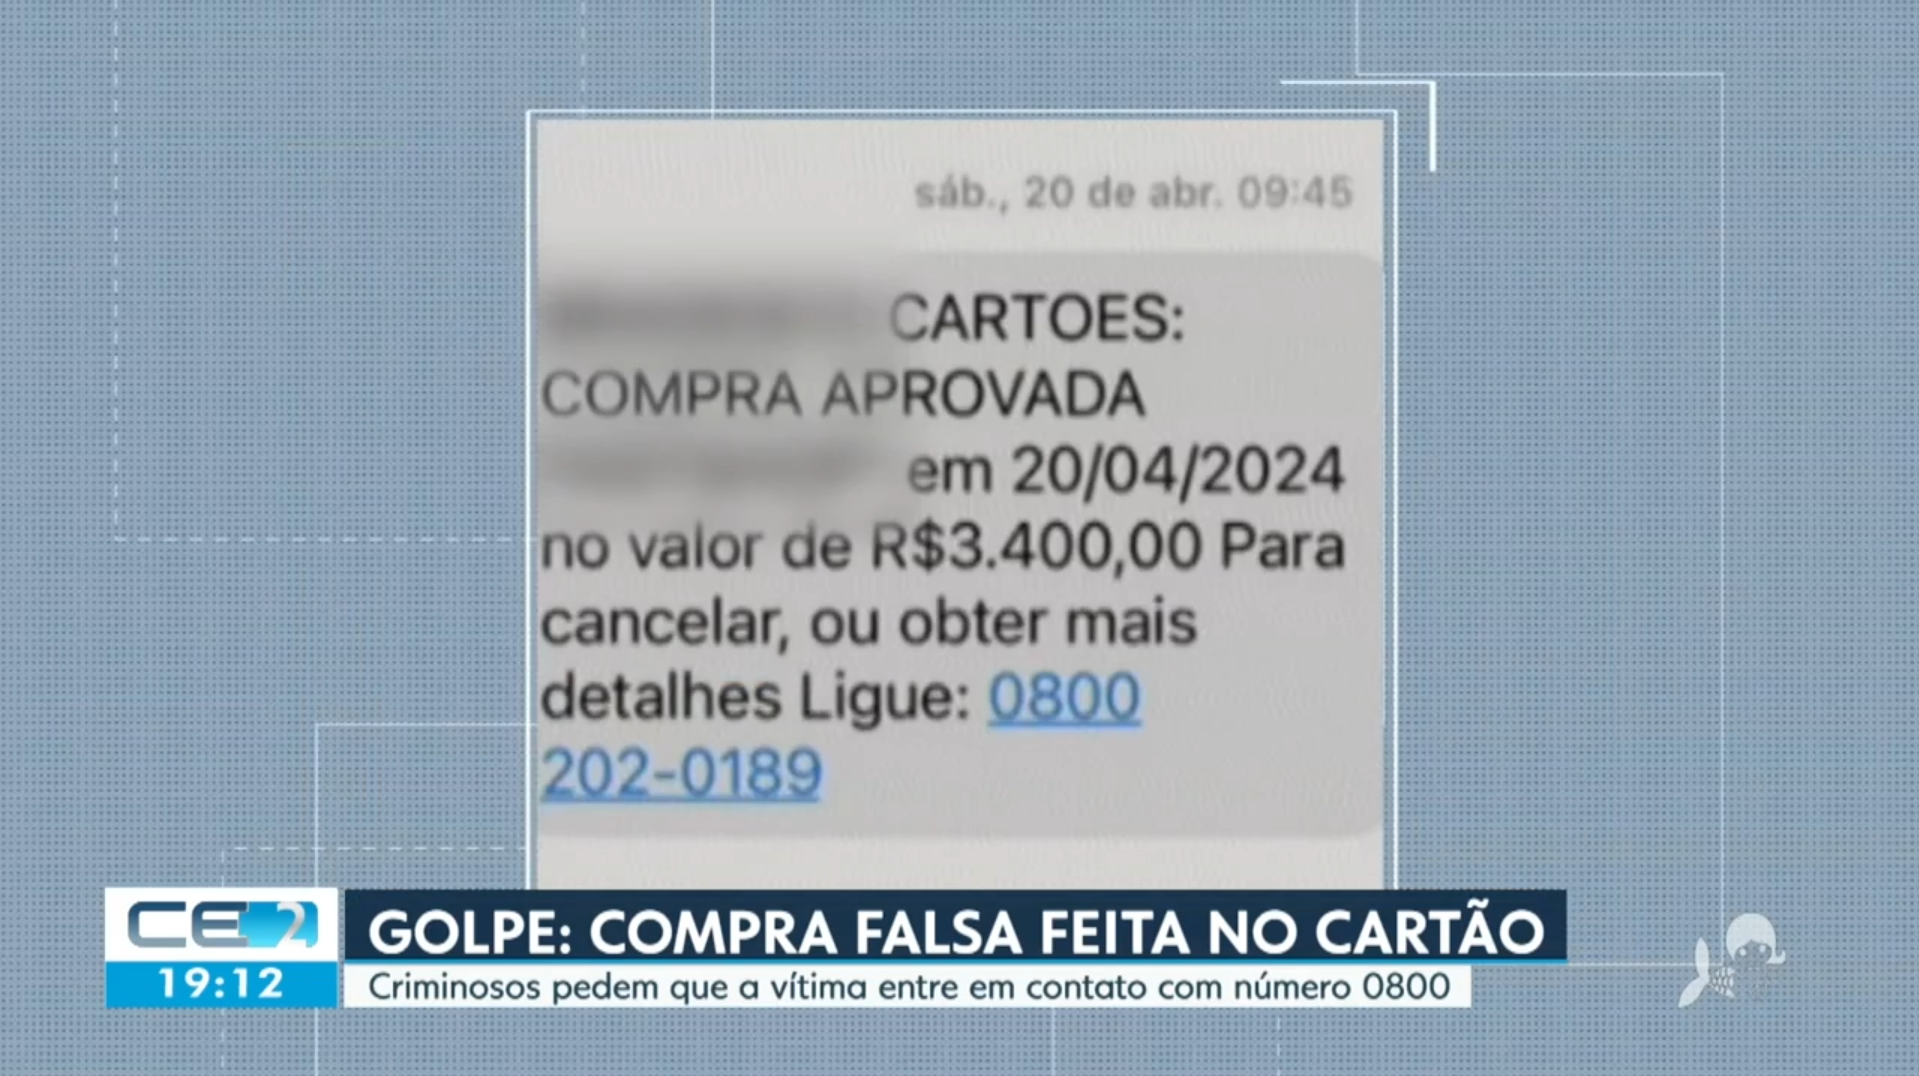 sáb., 20 de abr. 09:45
CARTOES:
COMPRA APROVADA
em 20/04/2024
no valor de R$3.400,00 Para
cancelar, ou obter mais
detalhes Ligue: 0800
202-0189
CE2
GOLPE: COMPRA FALSA FEITA NO CARTÃO
19:12
Criminosos pedem que a vítima entre em contato com número 0800